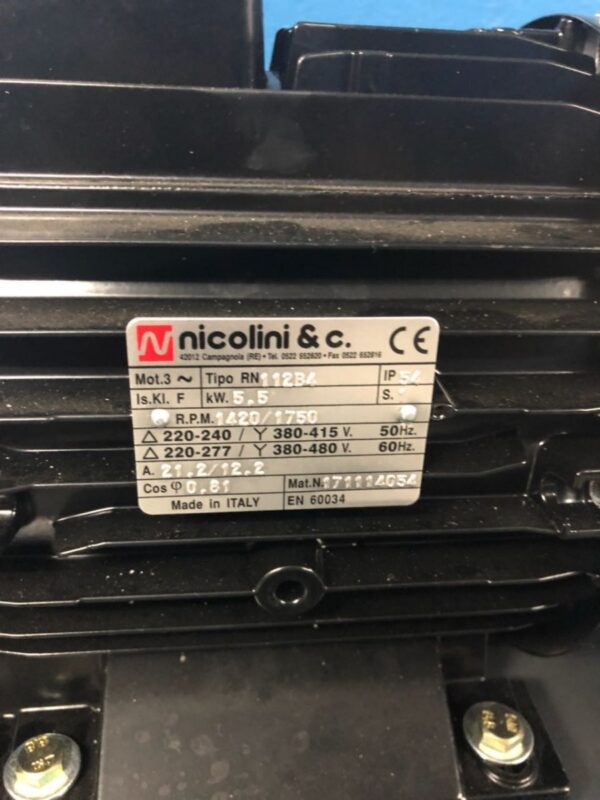 nicolini & c. CE
42012 Campagnola (RE) • Tel. 0522 652820 • Fax 0522 652816
Mot.3 ~ Tipo RN 112B4 IP 54
Is.Kl. F kW. 5,5 S.
R.P.M. 1420/1750
△ 220-240 / Y 380-415 V. 50Hz.
△ 220-277 / Y 380-480 V. 60Hz.
A. 21.2/12.2
Cos φ 0.81 Mat.N. 171114054
Made in ITALY EN 60034